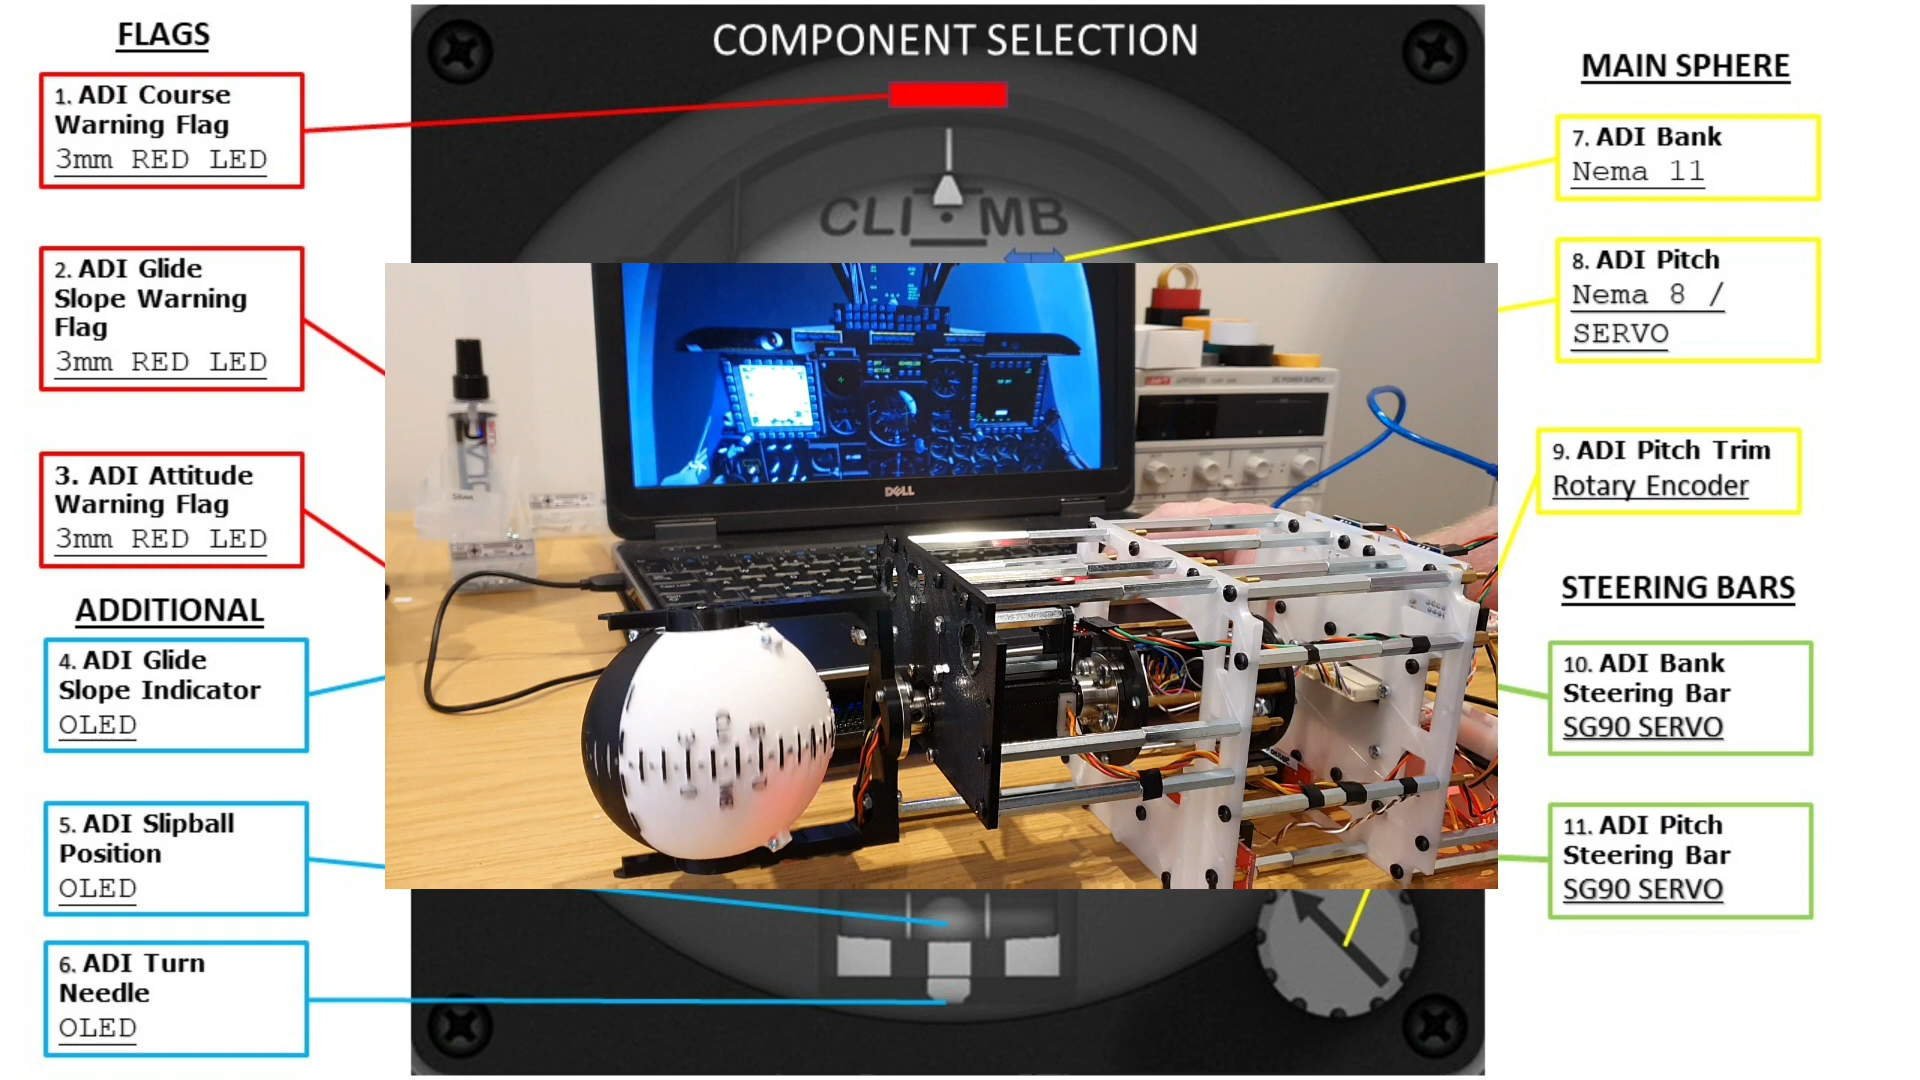 COMPONENT SELECTION
FLAGS
1. ADI Course
Warning Flag
3mm RED LED
2. ADI Glide
Slope Warning
Flag
3mm RED LED
3. ADI Attitude
Warning Flag
3mm RED LED
ADDITIONAL
4. ADI Glide
Slope Indicator
OLED
5. ADI Slipball
Position
OLED
6. ADI Turn
Needle
OLED
CLI MB
DELL
MAIN SPHERE
7. ADI Bank
Nema 11
8. ADI Pitch
Nema 8 /
SERVO
9. ADI Pitch Trim
Rotary Encoder
STEERING BARS
10. ADI Bank
Steering Bar
SG90 SERVO
11. ADI Pitch
Steering Bar
SG90 SERVO